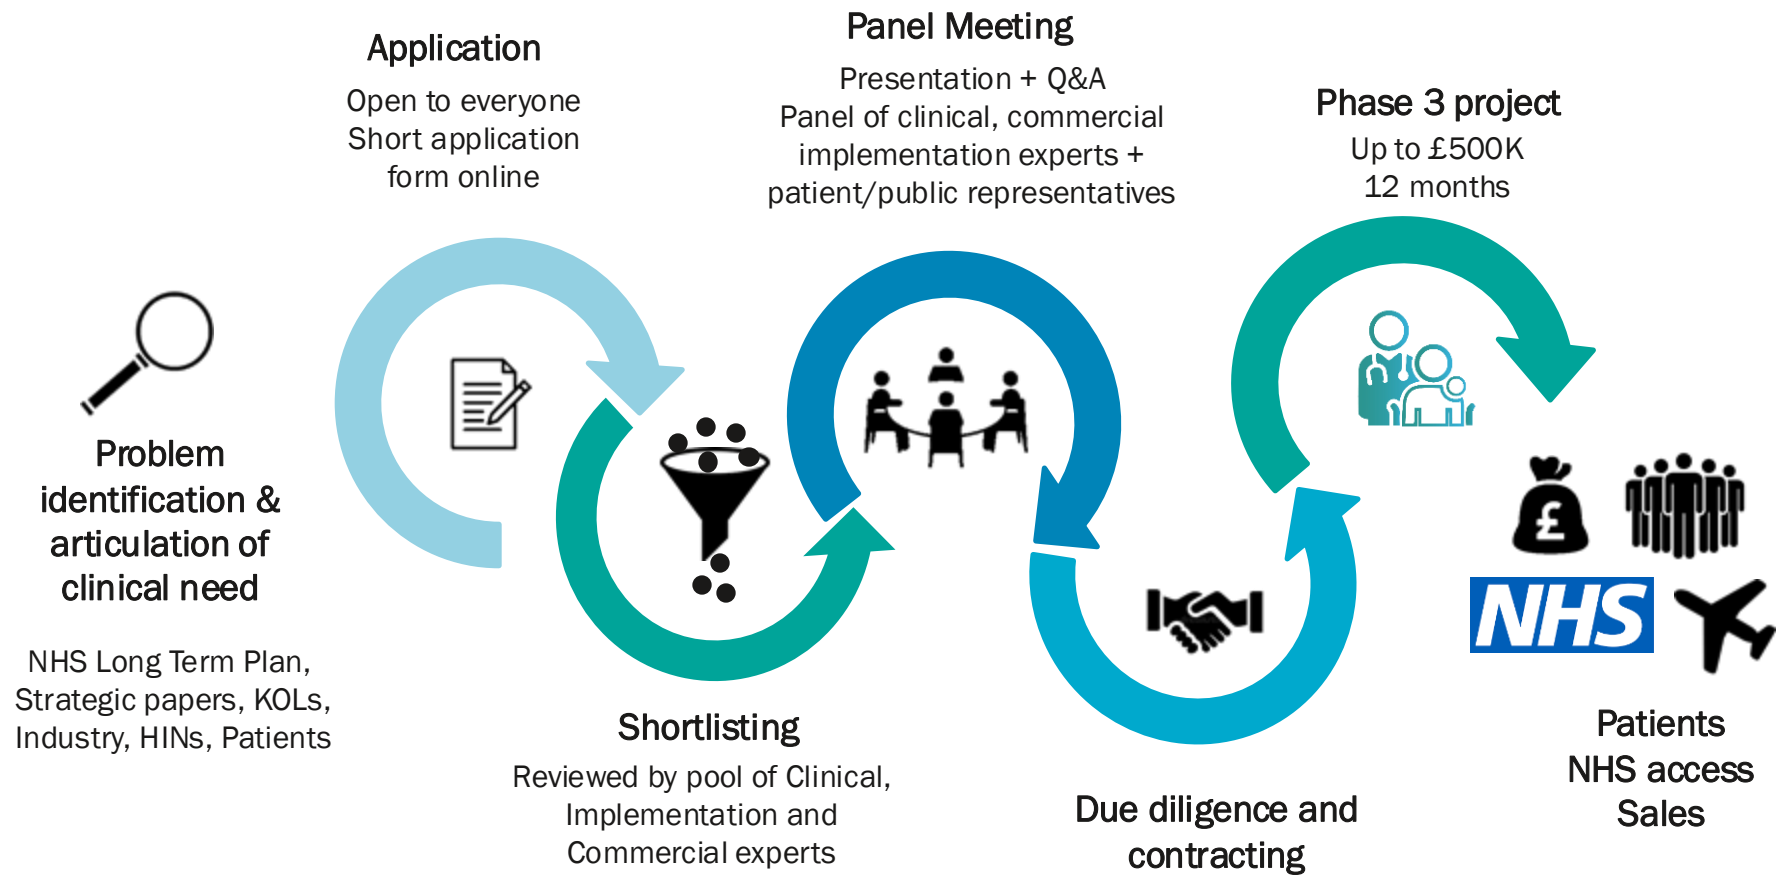 Problem
identification &
articulation of
clinical need
NHS Long Term Plan,
Strategic papers, KOLs,
Industry, HINs, Patients
Application
Open to everyone
Short application
form online
Shortlisting
Reviewed by pool of Clinical,
Implementation and
Commercial experts
Panel Meeting
Presentation + Q&A
Panel of clinical, commercial
implementation experts +
patient/public representatives
Due diligence and
contracting
Phase 3 project
Up to £500K
12 months
£
NHS
Patients
NHS access
Sales